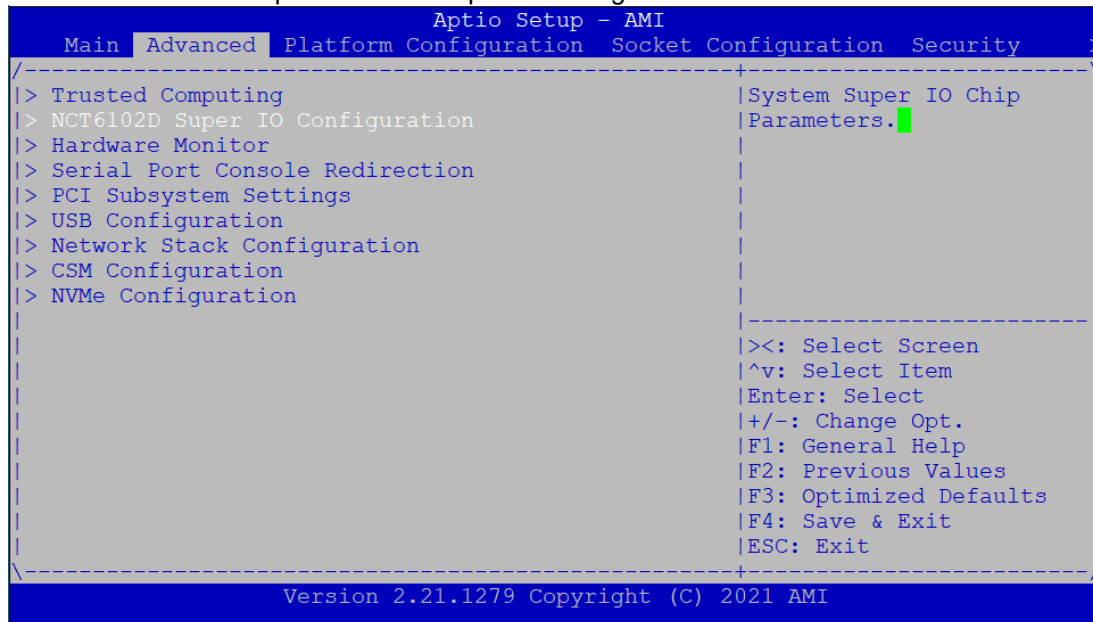 Aptio Setup - AMI
Main Advanced Platform Configuration Socket Configuration Security
/----------------------------------------------------+-------------------------\
|> Trusted Computing |System Super IO Chip
|> NCT6102D Super IO Configuration |Parameters.
|> Hardware Monitor |
|> Serial Port Console Redirection |
|> PCI Subsystem Settings |
|> USB Configuration |
|> Network Stack Configuration |
|> CSM Configuration |
|> NVMe Configuration |
| |-------------------------
| |><: Select Screen
| |^v: Select Item
| |Enter: Select
| |+/-: Change Opt.
| |F1: General Help
| |F2: Previous Values
| |F3: Optimized Defaults
| |F4: Save & Exit
| |ESC: Exit
\----------------------------------------------------+-------------------------/
Version 2.21.1279 Copyright (C) 2021 AMI